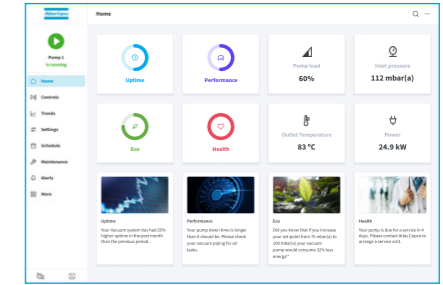 Atlas Copco
Home
Pump 1
is running
Home
Controls
Trends
Settings
Schedule
Maintenance
Alerts
More
Uptime
Performance
Pump load
60%
Inlet pressure
112 mbar(a)
Eco
Health
Outlet Temperature
83 °C
Power
24.9 kW
Uptime
Your Vacuum system has had 25%
higher uptime in the past month
than the previous period.
Performance
Your pump down time is longer
than it should be. Please check
your vacuum piping for air
leaks.
Eco
Did you know that if you increase
your set point from 75 mbar(a) to
100 mbar(a) your vacuum
pump would consume 32% less
energy?
Health
Your pump is due for a service in 4
days. Please contact Atlas Copco to
arrange a service visit.